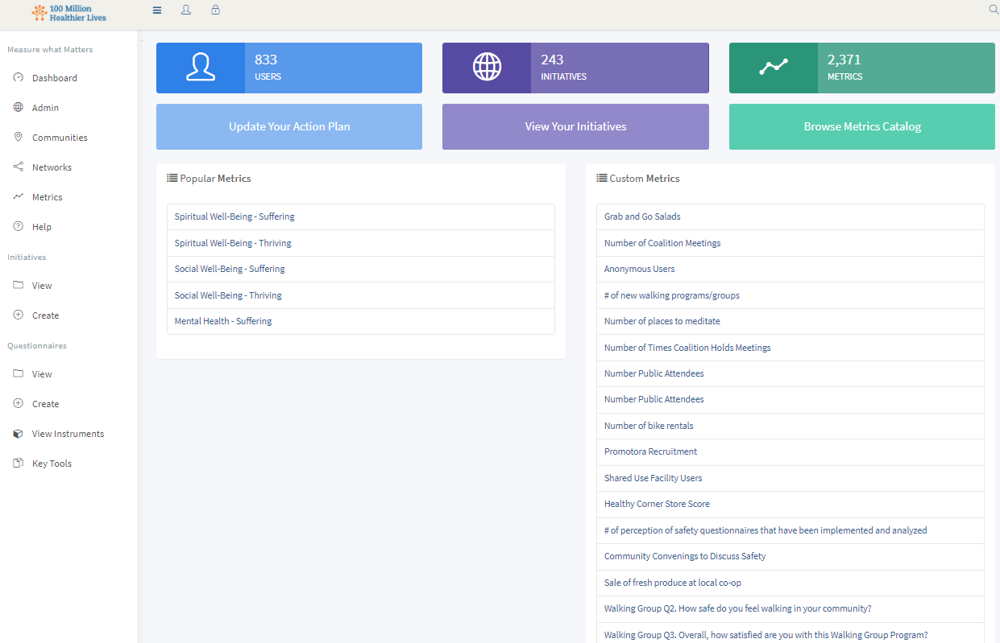 100 Million
Healthier Lives
Measure what Matters
Dashboard
Admin
Communities
Networks
Metrics
Help
Initiatives
View
Create
Questionnaires
View
Create
View Instruments
Key Tools
833
USERS
243
INITIATIVES
2,371
METRICS
Update Your Action Plan
View Your Initiatives
Browse Metrics Catalog
Popular Metrics
Spiritual Well-Being - Suffering
Spiritual Well-Being - Thriving
Social Well-Being - Suffering
Social Well-Being - Thriving
Mental Health - Suffering
Custom Metrics
Grab and Go Salads
Number of Coalition Meetings
Anonymous Users
# of new walking programs/groups
Number of places to meditate
Number of Times Coalition Holds Meetings
Number Public Attendees
Number Public Attendees
Number of bike rentals
Promotora Recruitment
Shared Use Facility Users
Healthy Corner Store Score
# of perception of safety questionnaires that have been implemented and analyzed
Community Convenings to Discuss Safety
Sale of fresh produce at local co-op
Walking Group Q2. How safe do you feel walking in your community?
Walking Group Q3. Overall, how satisfied are you with this Walking Group Program?